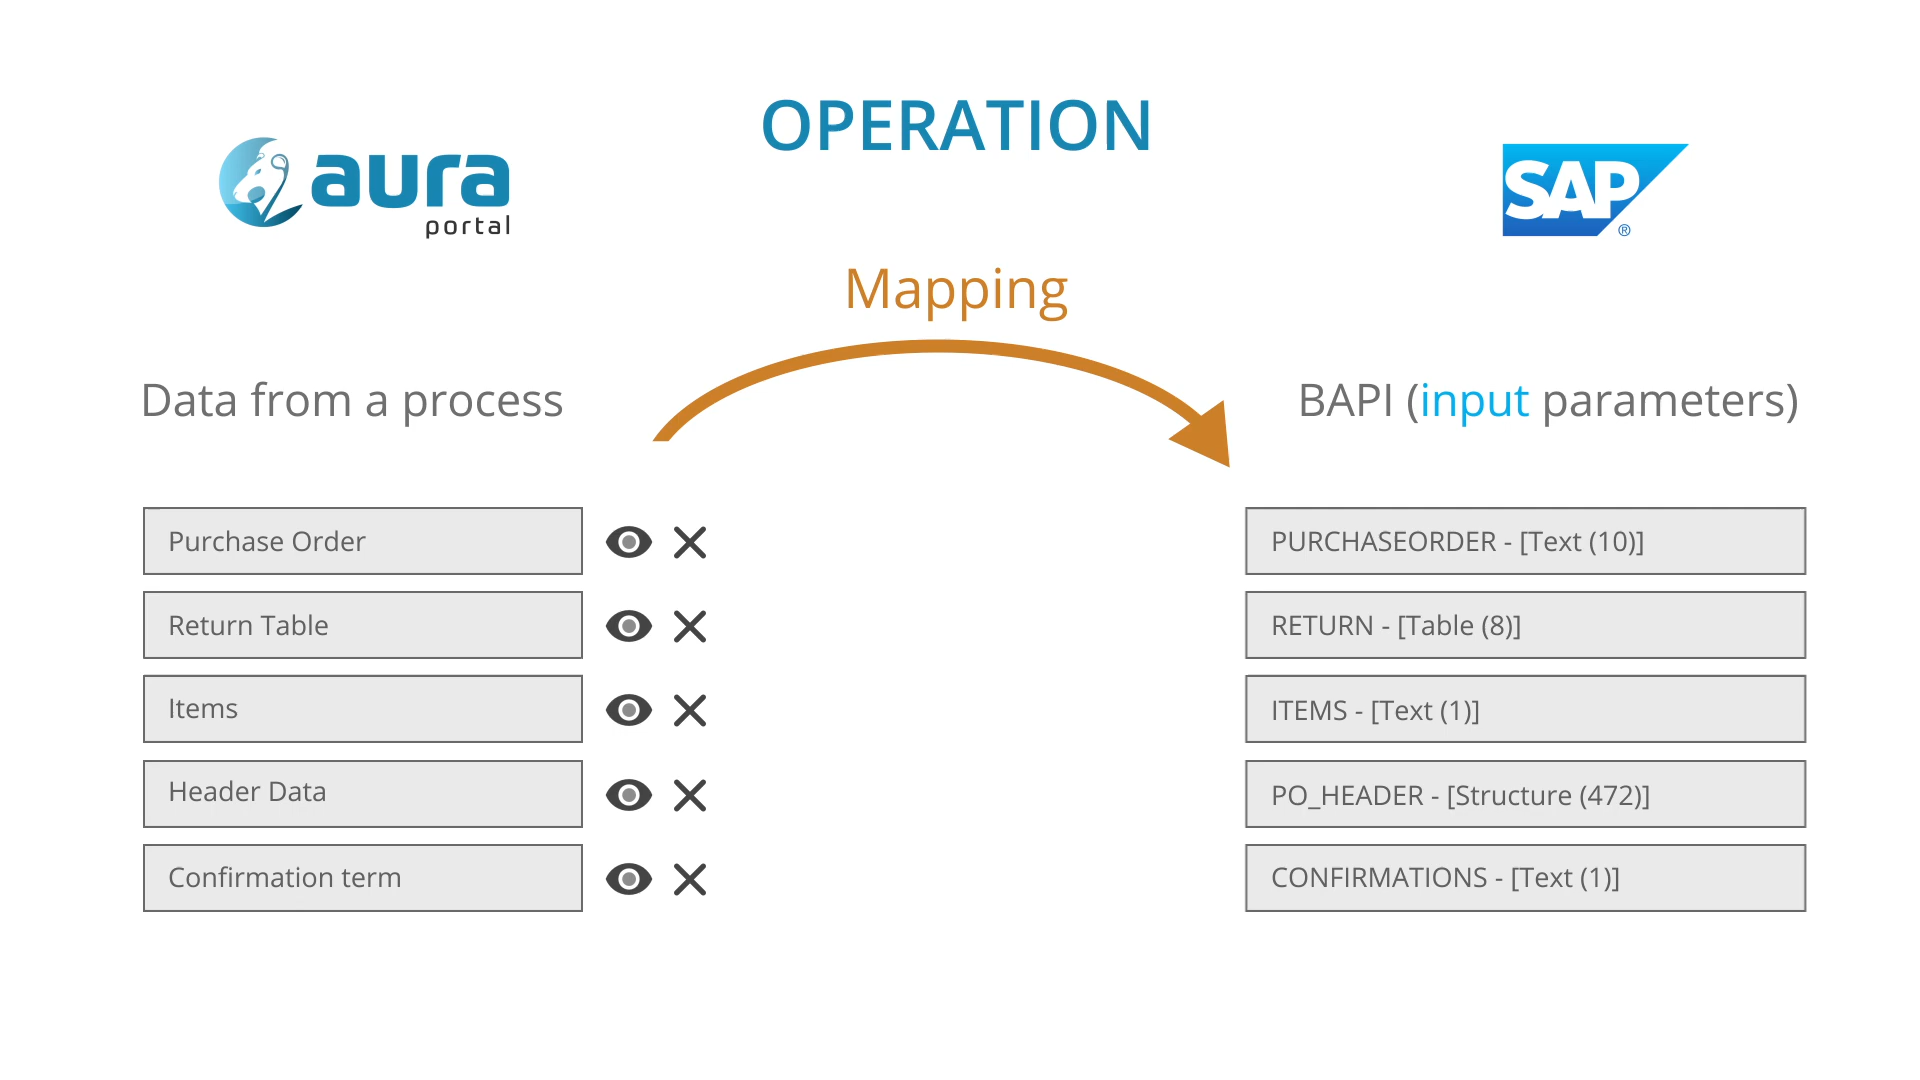 OPERATION
aura
portal
SAP
®
Mapping
Data from a process
BAPI (input parameters)
Purchase Order
PURCHASEORDER - [Text (10)]
Return Table
RETURN - [Table (8)]
Items
ITEMS - [Text (1)]
Header Data
PO_HEADER - [Structure (472)]
Confirmation term
CONFIRMATIONS - [Text (1)]